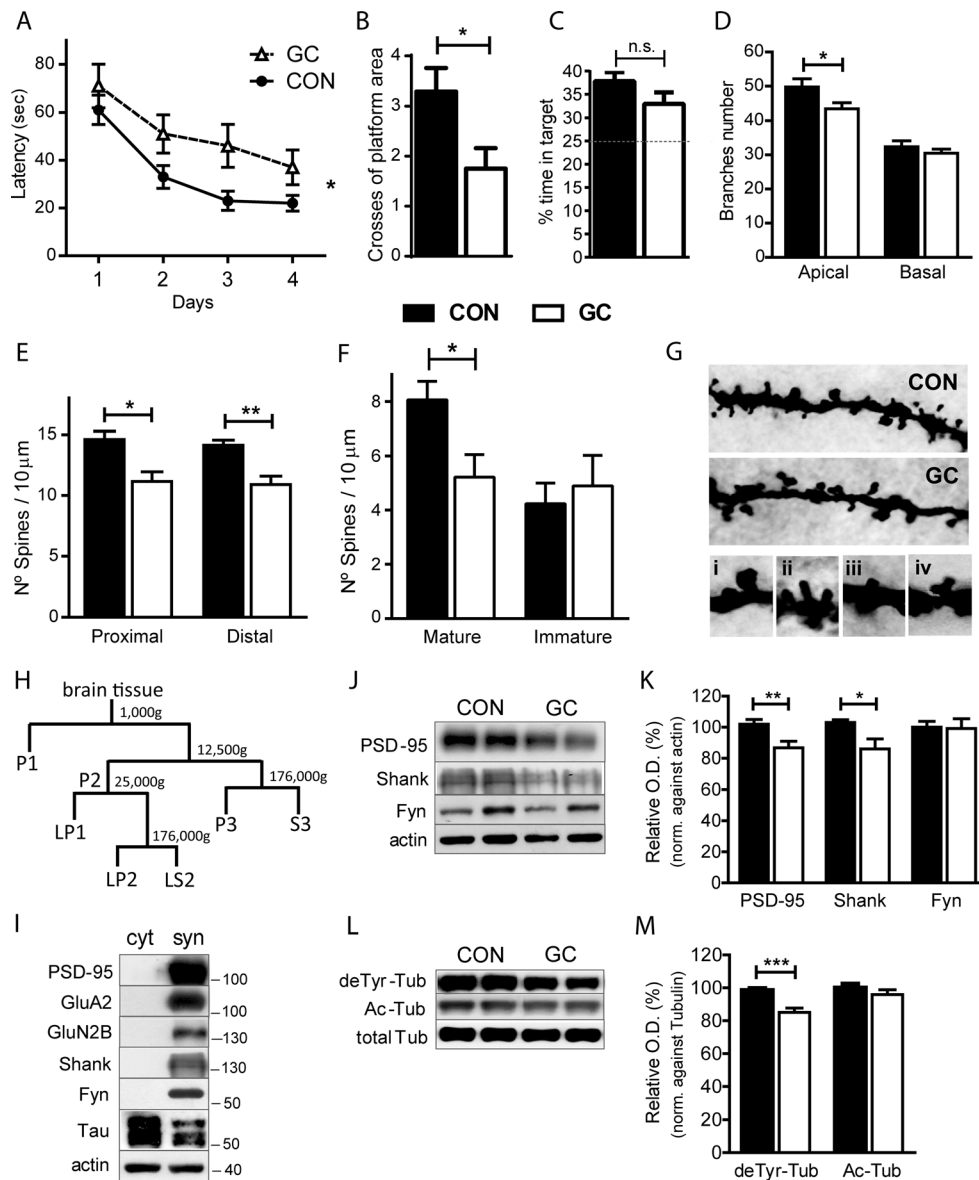 A
GC
CON
Latency (sec)
80
60
40
20
0
*
1 2 3 4
Days
B
Crosses of platform area
4
3
2
1
0
*
C
% time in target
40
35
30
25
20
15
10
5
0
n.s.
D
Branches number
60
50
40
30
20
10
0
*
Apical Basal
CON GC
E
Nº Spines / 10 µm
15
10
5
0
* **
Proximal Distal
F
Nº Spines / 10 µm
8
6
4
2
0
*
Mature Immature
G
CON
GC
i ii iii iv
H
brain tissue
1,000g
P1
12,500g
P2 25,000g 176,000g
LP1 P3 S3
176,000g
LP2 LS2
I
cyt syn
PSD-95 – 100
GluA2 – 100
GluN2B – 130
Shank – 130
Fyn – 50
Tau – 50
actin – 40
J
CON GC
PSD-95
Shank
Fyn
actin
K
Relative O.D. (%)
(norm. against actin)
120
100
80
60
40
20
0
** *
PSD-95 Shank Fyn
L
CON GC
deTyr-Tub
Ac-Tub
total Tub
M
Relative O.D. (%)
(norm. against Tubulin)
120
100
80
60
40
20
0
***
deTyr-Tub Ac-Tub